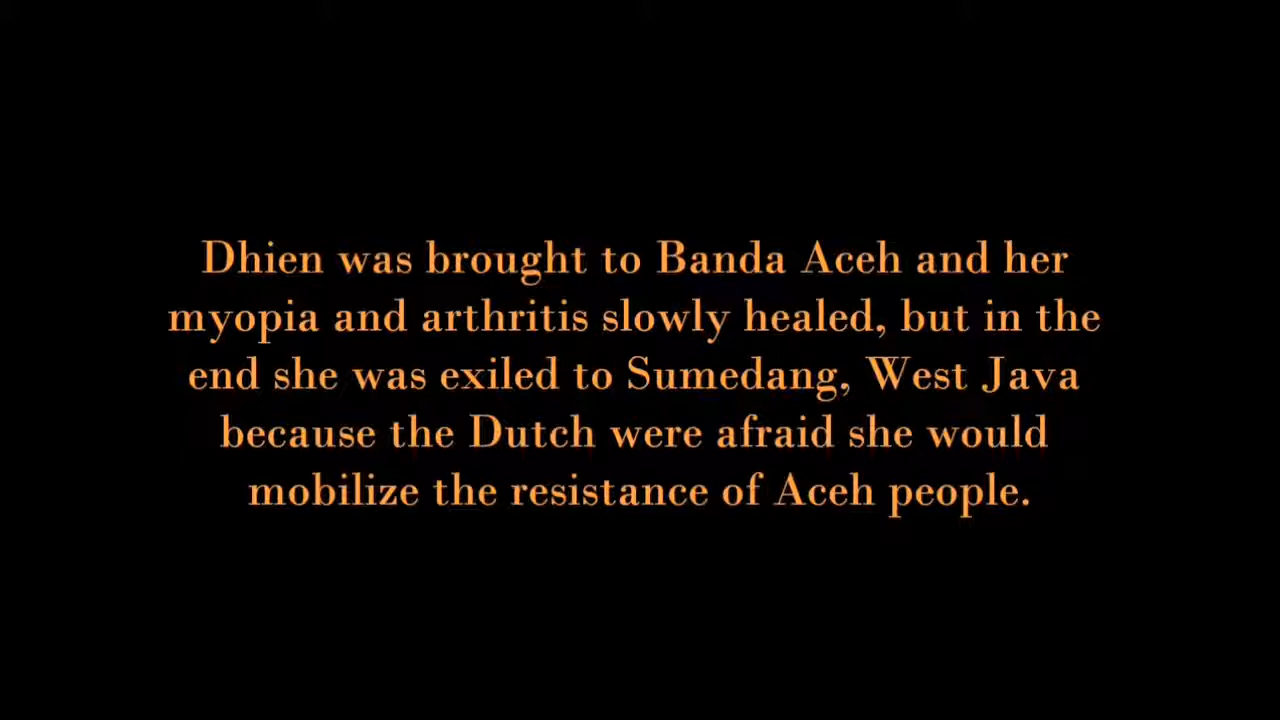 Dhien was brought to Banda Aceh and her
myopia and arthritis slowly healed, but in the
end she was exiled to Sumedang, West Java
because the Dutch were afraid she would
mobilize the resistance of Aceh people.